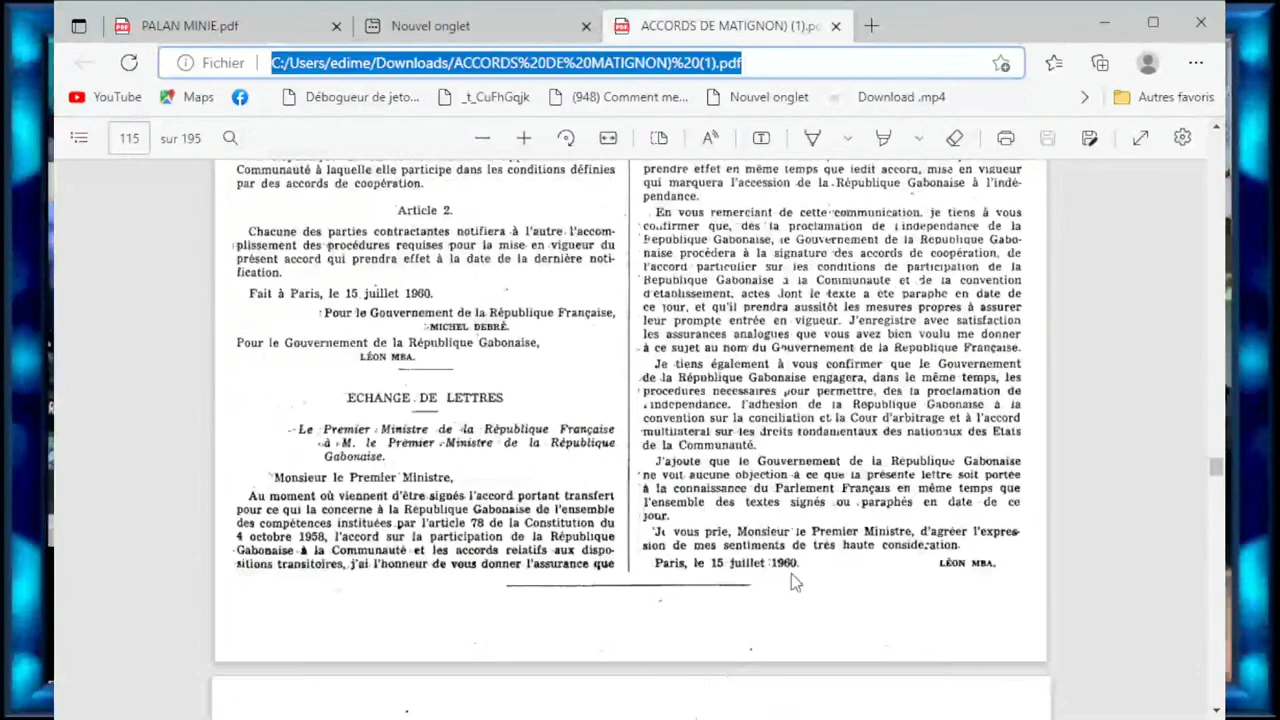 PALAN MINIE.pdf
Nouvel onglet
ACCORDS DE MATIGNON) (1).pd
Fichier
C:/Users/edime/Downloads/ACCORDS%20DE%20MATIGNON)%20(1).pdf
YouTube
Maps
Débogueur de jeto...
_t_CuFhGqjk
(948) Comment me...
Nouvel onglet
Download .mp4
Autres favoris
115 sur 195
Communauté à laquelle elle participe dans les conditions définies
par des accords de coopération.
Article 2.
Chacune des parties contractantes notifiera à l'autre l'accom-
plissement des procédures requises pour la mise en vigueur du
présent accord qui prendra effet à la date de la dernière noti-
fication.
Fait à Paris, le 15 juillet 1960.
Pour le Gouvernement de la République Française,
MICHEL DEBRÉ.
Pour le Gouvernement de la République Gabonaise,
LÉON MBA.
ECHANGE DE LETTRES
Le Premier Ministre de la République Française
à M. le Premier Ministre de la République
Gabonaise.
Monsieur le Premier Ministre,
Au moment où viennent d'être signés l'accord portant transfert
pour ce qui la concerne à la République Gabonaise de l'ensemble
des compétences instituées par l'article 78 de la Constitution du
4 octobre 1958, l'accord sur la participation de la République
Gabonaise à la Communauté et les accords relatifs aux dispo-
sitions transitoires, j'ai l'honneur de vous donner l'assurance que
prendre effet en même temps que ledit accord, mise en vigueur
qui marquera l'accession de la République Gabonaise à l'indé-
pendance.
En vous remerciant de cette communication, je tiens à vous
confirmer que, dès la proclamation de l'indépendance de la
République Gabonaise, le Gouvernement de la République Gabo-
naise procédera à la signature des accords de coopération, de
l'accord particulier sur les conditions de participation de la
République Gabonaise à la Communauté et de la convention
d'établissement, actes dont le texte a été paraphé en date de
ce jour, et qu'il prendra aussitôt les mesures propres à assurer
leur prompte entrée en vigueur. J'enregistre avec satisfaction
les assurances analogues que vous avez bien voulu me donner
à ce sujet au nom du Gouvernement de la République Française.
Je tiens également à vous confirmer que le Gouvernement
de la République Gabonaise engagera, dans le même temps, les
procédures nécessaires pour permettre, dès la proclamation de
l'indépendance, l'adhésion de la République Gabonaise à la
convention sur la conciliation et la Cour d'arbitrage et à l'accord
multilatéral sur les droits fondamentaux des nationaux des Etats
de la Communauté.
J'ajoute que le Gouvernement de la République Gabonaise
ne voit aucune objection à ce que la présente lettre soit portée
à la connaissance du Parlement Français en même temps que
l'ensemble des textes signés ou paraphés en date de ce
jour.
Je vous prie, Monsieur le Premier Ministre, d'agréer l'expres-
sion de mes sentiments de très haute considération.
Paris, le 15 juillet 1960.
LÉON MBA.